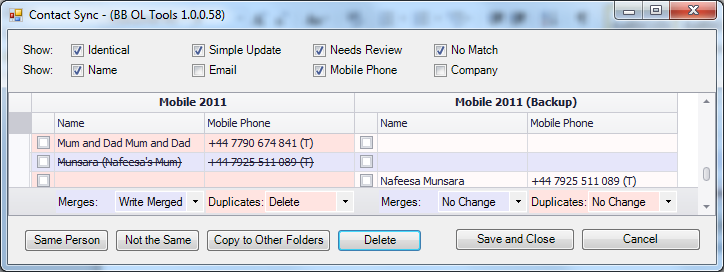 Contact Sync - (BB OL Tools 1.0.0.58)
Show: Identical Simple Update Needs Review No Match
Show: Name Email Mobile Phone Company
Mobile 2011 Mobile 2011 (Backup)
Name Mobile Phone Name Mobile Phone
Mum and Dad Mum and Dad +44 7790 674 841 (T)
Munsara (Nafeesa's Mum) +44 7925 511 089 (T)
Nafeesa Munsara +44 7925 511 089 (T)
Merges: Write Merged Duplicates: Delete Merges: No Change Duplicates: No Change
Same Person Not the Same Copy to Other Folders Delete Save and Close Cancel